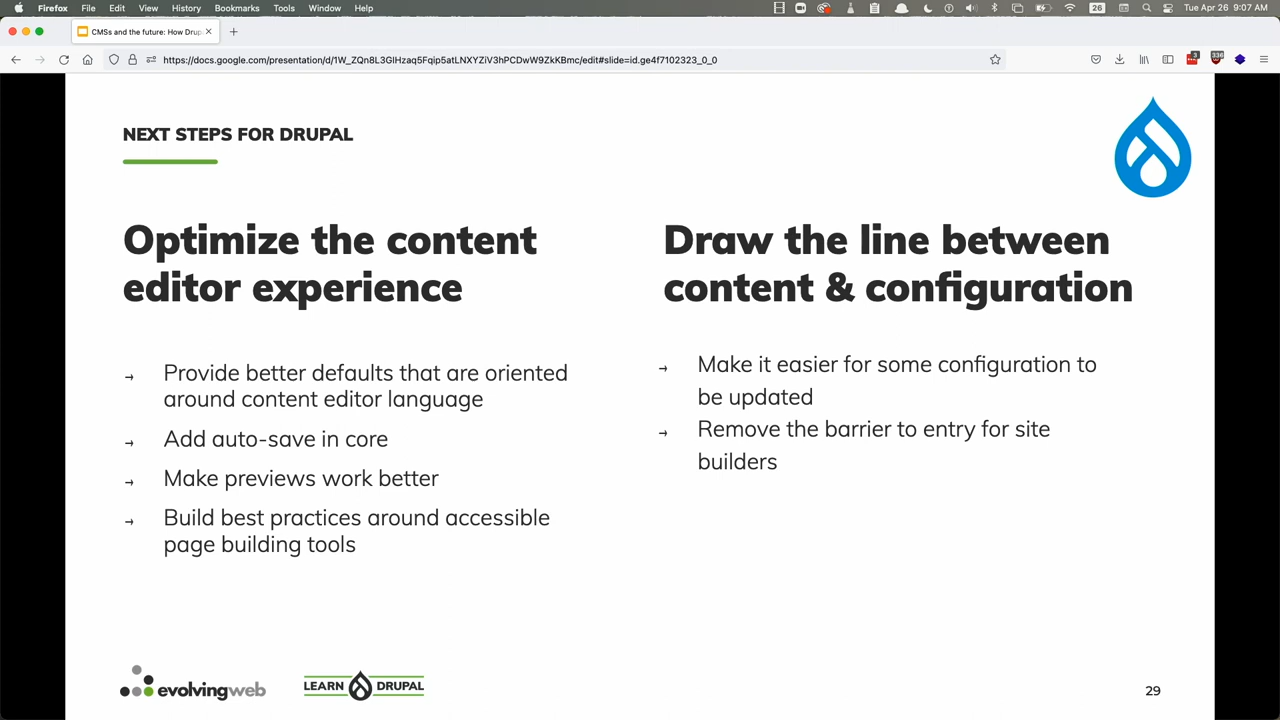 Firefox File Edit View History Bookmarks Tools Window Help 26 Tue Apr 26 9:07 AM
CMSs and the future: How Drup
https://docs.google.com/presentation/d/1W_ZQn8L3GIHzaq5Fqip5atLNXYZiV3hPCDwW9ZkKBmc/edit#slide=id.ge4f7102323_0_0
3
336
NEXT STEPS FOR DRUPAL
Optimize the content
editor experience
→ Provide better defaults that are oriented
around content editor language
→ Add auto-save in core
→ Make previews work better
→ Build best practices around accessible
page building tools
Draw the line between
content & configuration
→ Make it easier for some configuration to
be updated
→ Remove the barrier to entry for site
builders
evolvingweb
LEARN DRUPAL
29